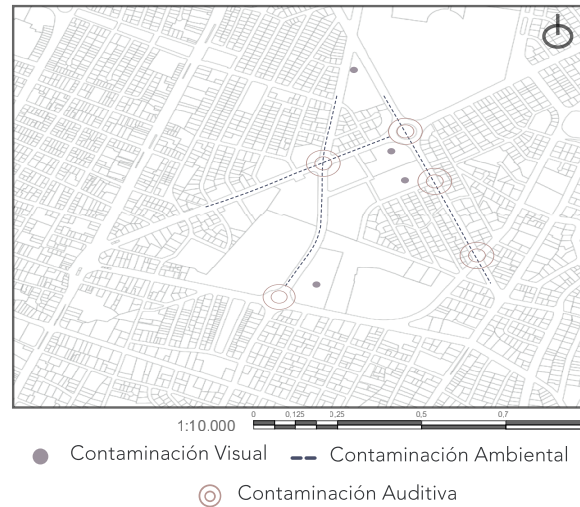 1:10.000 0 0,125 0,25 0,5 0,7
Contaminación Visual Contaminación Ambiental
Contaminación Auditiva